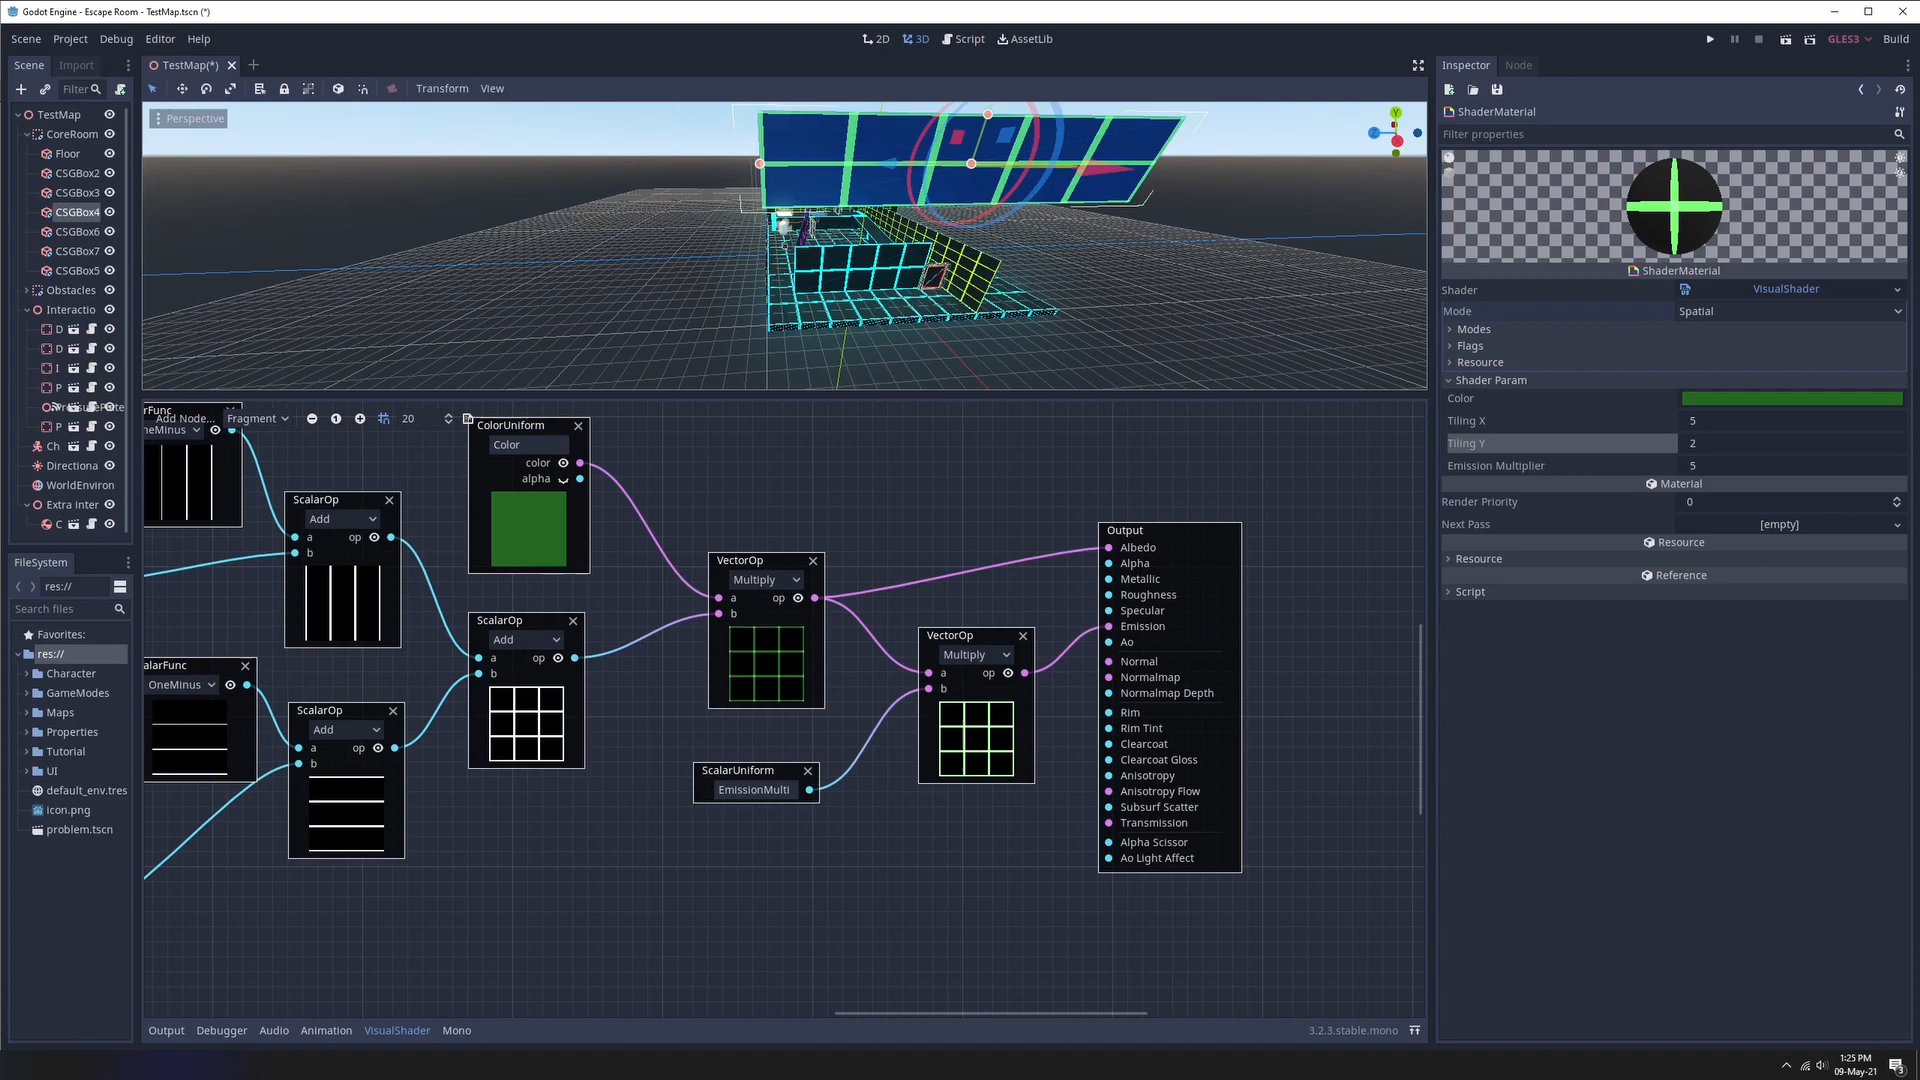 Godot Engine - Escape Room - TestMap.tscn (*)
Scene Project Debug Editor Help
2D 3D Script AssetLib
GLES3 Build
Scene Import
TestMap(*)
Inspector Node
Filter
Transform View
ShaderMaterial
Filter properties
TestMap
CoreRoom
Floor
CSGBox2
CSGBox3
CSGBox4
CSGBox6
CSGBox7
CSGBox5
Obstacles
Interactio
D
D
I
P
PressurePlate
P
Ch
Directiona
WorldEnviron
Extra inter
C
Perspective
Y
Z
X
FileSystem
res://
Search files
Favorites:
res://
Character
GameModes
Maps
Properties
Tutorial
UI
default_env.tres
icon.png
problem.tscn
rFunc
Add Node... Fragment 20
neMinus
ColorUniform
Color
color
alpha
ScalarOp
Add
a op
b
alarFunc
OneMinus
ScalarOp
Add
a op
b
ScalarOp
Add
a op
b
VectorOp
Multiply
a op
b
ScalarUniform
EmissionMulti
VectorOp
Multiply
a op
b
Output
Albedo
Alpha
Metallic
Roughness
Specular
Emission
Ao
Normal
Normalmap
Normalmap Depth
Rim
Rim Tint
Clearcoat
Clearcoat Gloss
Anisotropy
Anisotropy Flow
Subsurf Scatter
Transmission
Alpha Scissor
Ao Light Affect
ShaderMaterial
Shader VisualShader
Mode Spatial
Modes
Flags
Resource
Shader Param
Color
Tiling X 5
Tiling Y 2
Emission Multiplier 5
Material
Render Priority 0
Next Pass [empty]
Resource
Resource
Reference
Script
Output Debugger Audio Animation VisualShader Mono
3.2.3.stable.mono
1:25 PM
09-May-21
3